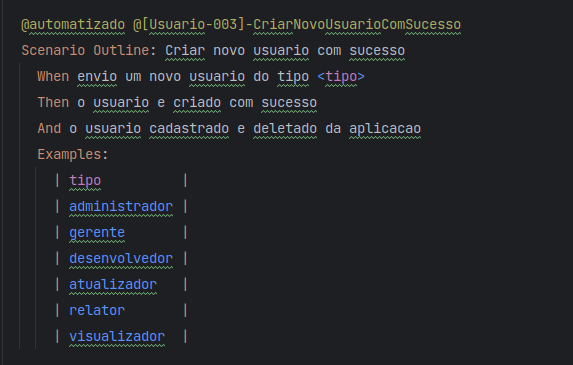 @automatizado @[Usuario-003]-CriarNovoUsuarioComSucesso
Scenario Outline: Criar novo usuario com sucesso
When envio um novo usuario do tipo <tipo>
Then o usuario e criado com sucesso
And o usuario cadastrado e deletado da aplicacao
Examples:
| tipo |
| administrador |
| gerente |
| desenvolvedor |
| atualizador |
| relator |
| visualizador |